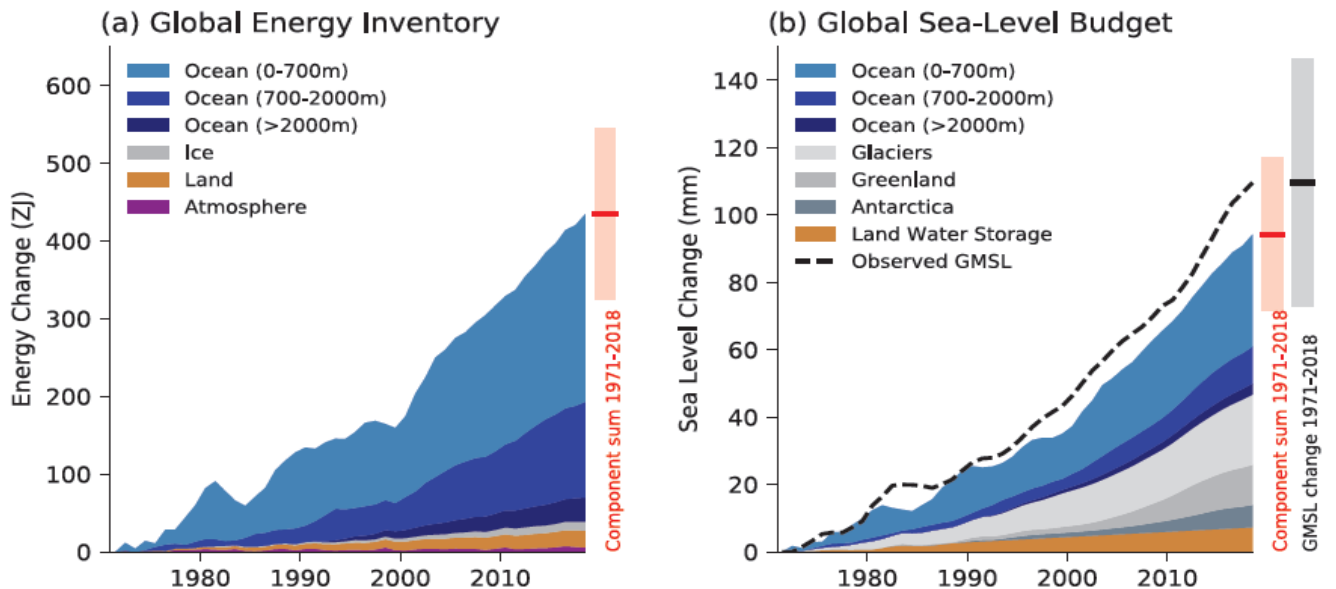 (a) Global Energy Inventory
Energy Change (ZJ)
600
500
400
300
200
100
0
Ocean (0-700m)
Ocean (700-2000m)
Ocean (>2000m)
Ice
Land
Atmosphere
1980
1990
2000
2010
Component sum 1971-2018
(b) Global Sea-Level Budget
Sea Level Change (mm)
140
120
100
80
60
40
20
0
Ocean (0-700m)
Ocean (700-2000m)
Ocean (>2000m)
Glaciers
Greenland
Antarctica
Land Water Storage
Observed GMSL
1980
1990
2000
2010
Component sum 1971-2018
GMSL change 1971-2018